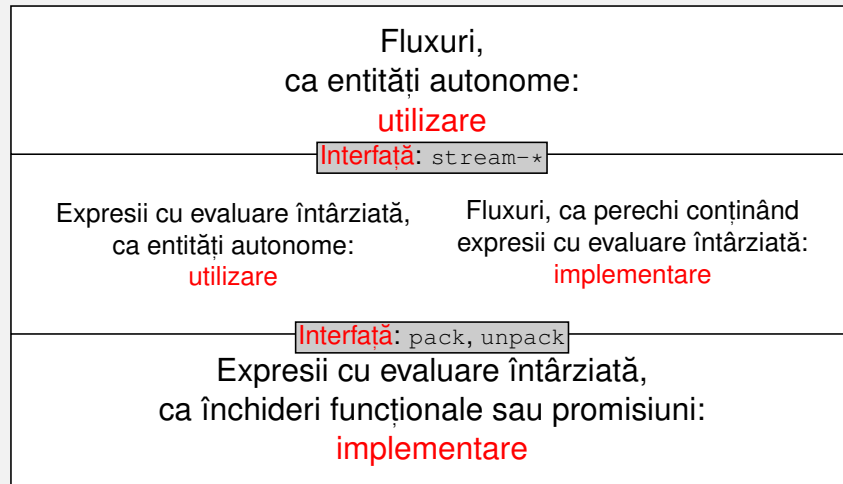 Fluxuri,
ca entități autonome:
utilizare
Interfață: stream-*
Expresii cu evaluare întârziată,
ca entități autonome:
utilizare
Fluxuri, ca perechi conținând
expresii cu evaluare întârziată:
implementare
Interfață: pack, unpack
Expresii cu evaluare întârziată,
ca închideri funcționale sau promisiuni:
implementare